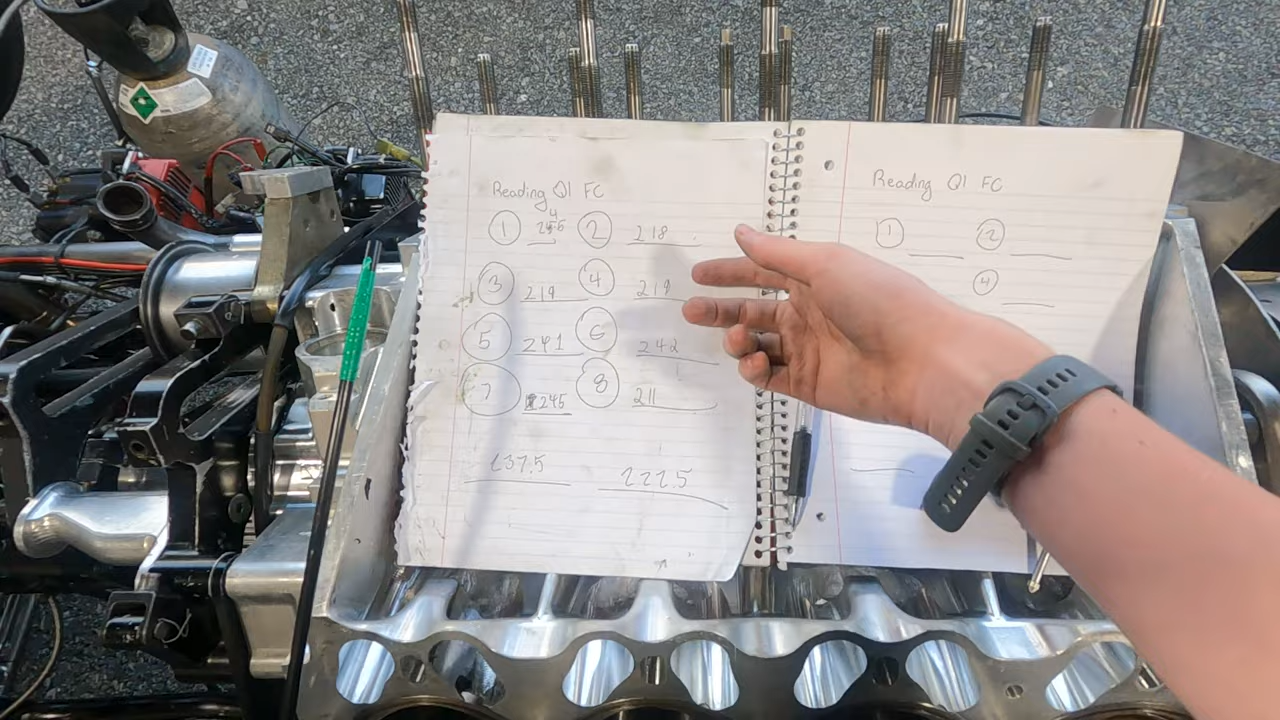 Reading Q1 FC
1 2 218
3 219 4 219
5 241 6 242
7 245 8 211
237.5 222.5
Reading Q1 FC
1 2
4